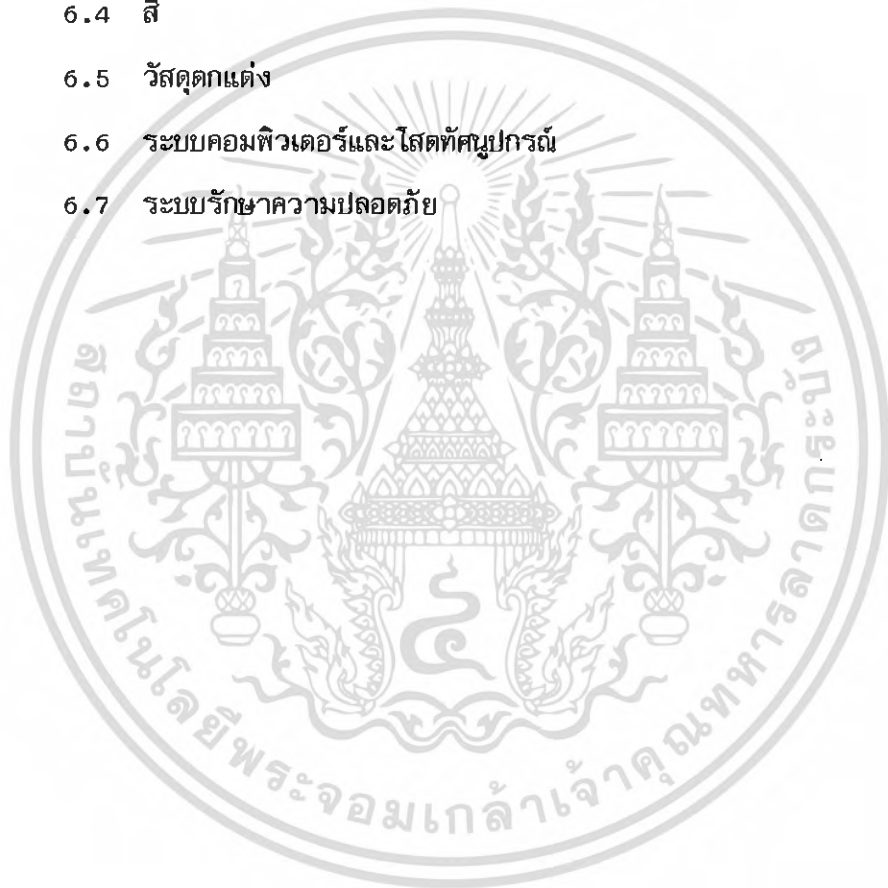 6.4 สี
6.5 วัสดุตกแต่ง
6.6 ระบบคอมพิวเตอร์และโสตทัศนูปกรณ์
6.7 ระบบรักษาความปลอดภัย
สถาบันเทคโนโลยีพระจอมเกล้าเจ้าคุณทหารลาดกระบัง
๔